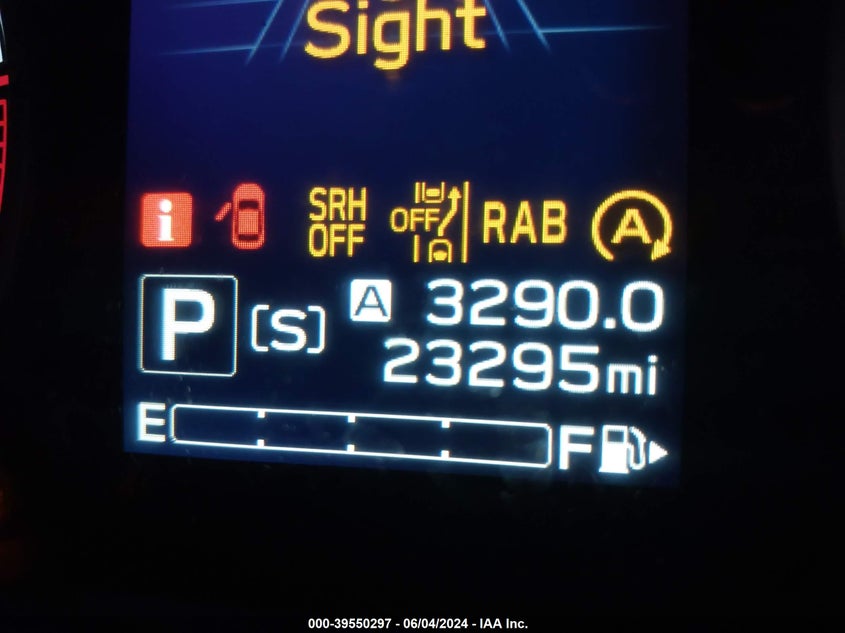 Sight
i
SRH OFF
OFF
RAB
A
P [S] A 3290.0
23295mi
E F
000-39550297 - 06/04/2024 - IAA Inc.